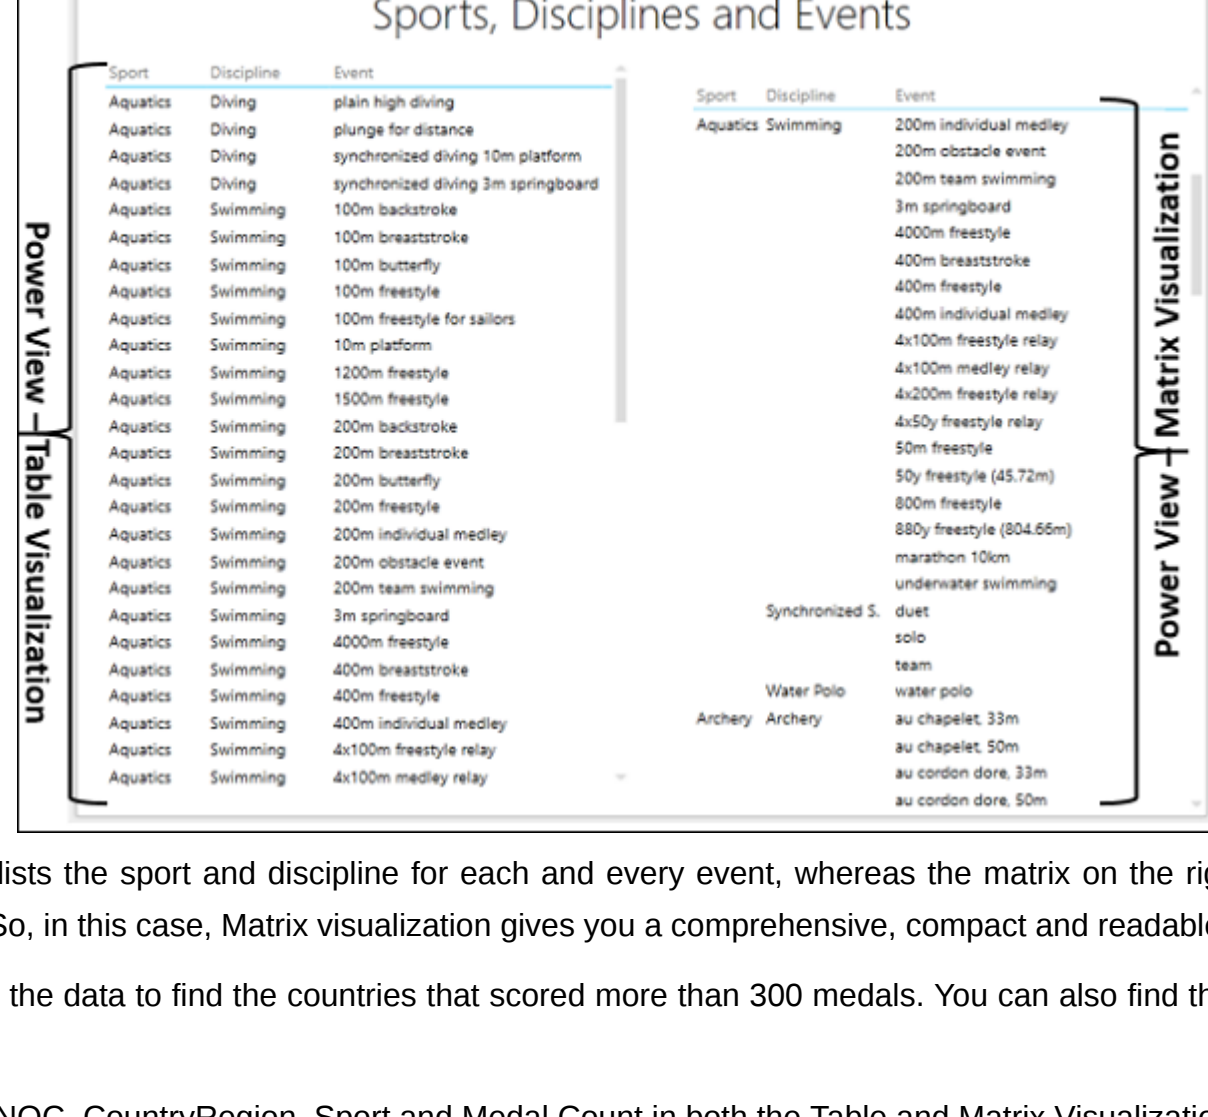 Sports, Disciplines and Events
Power View – Table Visualization
Sport Discipline Event
Aquatics Diving plain high diving
Aquatics Diving plunge for distance
Aquatics Diving synchronized diving 10m platform
Aquatics Diving synchronized diving 3m springboard
Aquatics Swimming 100m backstroke
Aquatics Swimming 100m breaststroke
Aquatics Swimming 100m butterfly
Aquatics Swimming 100m freestyle
Aquatics Swimming 100m freestyle for sailors
Aquatics Swimming 10m platform
Aquatics Swimming 1200m freestyle
Aquatics Swimming 1500m freestyle
Aquatics Swimming 200m backstroke
Aquatics Swimming 200m breaststroke
Aquatics Swimming 200m butterfly
Aquatics Swimming 200m freestyle
Aquatics Swimming 200m individual medley
Aquatics Swimming 200m obstacle event
Aquatics Swimming 200m team swimming
Aquatics Swimming 3m springboard
Aquatics Swimming 4000m freestyle
Aquatics Swimming 400m breaststroke
Aquatics Swimming 400m freestyle
Aquatics Swimming 400m individual medley
Aquatics Swimming 4x100m freestyle relay
Aquatics Swimming 4x100m medley relay
Sport Discipline Event
Aquatics Swimming 200m individual medley
200m obstacle event
200m team swimming
3m springboard
4000m freestyle
400m breaststroke
400m freestyle
400m individual medley
4x100m freestyle relay
4x100m medley relay
4x200m freestyle relay
4x50y freestyle relay
50m freestyle
50y freestyle (45.72m)
800m freestyle
880y freestyle (804.66m)
marathon 10km
underwater swimming
Synchronized S. duet
solo
team
Water Polo water polo
Archery Archery au chapelet, 33m
au chapelet, 50m
au cordon dore, 33m
au cordon dore, 50m
Power View – Matrix Visualization
lists the sport and discipline for each and every event, whereas the matrix on the
So, in this case, Matrix visualization gives you a comprehensive, compact and
the data to find the countries that scored more than 300 medals. You can also find
NOC, CountryRegion, Sport and Medal Count in both the Table and Matrix